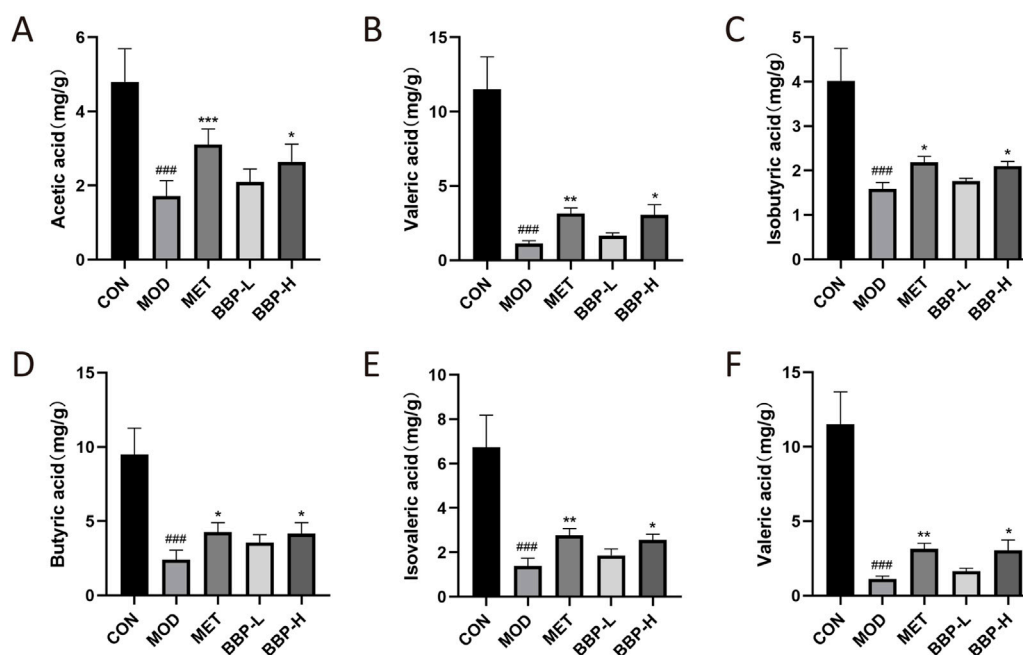 A
Acetic acid(mg/g)
6
4
2
0
###
***
*
CON
MOD
MET
BBP-L
BBP-H
B
Valeric acid(mg/g)
15
10
5
0
###
**
*
CON
MOD
MET
BBP-L
BBP-H
C
Isobutyric acid(mg/g)
5
4
3
2
1
0
###
*
*
CON
MOD
MET
BBP-L
BBP-H
D
Butyric acid(mg/g)
15
10
5
0
###
*
*
CON
MOD
MET
BBP-L
BBP-H
E
Isovaleric acid(mg/g)
10
8
6
4
2
0
###
**
*
CON
MOD
MET
BBP-L
BBP-H
F
Valeric acid(mg/g)
15
10
5
0
###
**
*
CON
MOD
MET
BBP-L
BBP-H